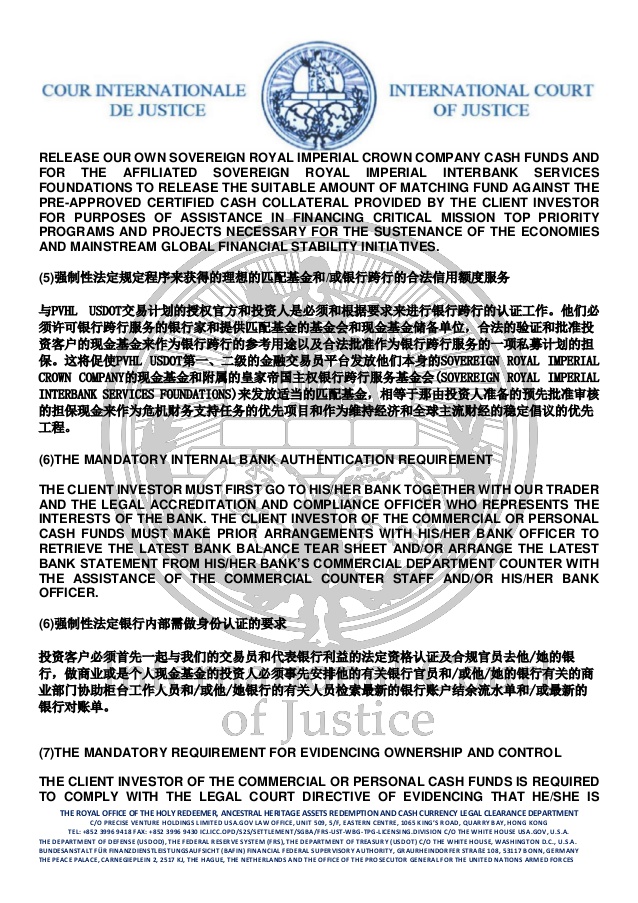 COUR INTERNATIONALE
DE JUSTICE
INTERNATIONAL COURT
OF JUSTICE
RELEASE OUR OWN SOVEREIGN ROYAL IMPERIAL CROWN COMPANY CASH FUNDS AND
FOR THE AFFILIATED SOVEREIGN ROYAL IMPERIAL INTERBANK SERVICES
FOUNDATIONS TO RELEASE THE SUITABLE AMOUNT OF MATCHING FUND AGAINST THE
PRE-APPROVED CERTIFIED CASH COLLATERAL PROVIDED BY THE CLIENT INVESTOR
FOR PURPOSES OF ASSISTANCE IN FINANCING CRITICAL MISSION TOP PRIORITY
PROGRAMS AND PROJECTS NECESSARY FOR THE SUSTENANCE OF THE ECONOMIES
AND MAINSTREAM GLOBAL FINANCIAL STABILITY INITIATIVES.
(5)强制性法定规定程序来获得的理想的匹配基金和/或银行跨行的合法信用额度服务
与PVHL USDOT交易计划的授权官方和投资人是必须和根据要求来进行银行跨行的认证工作。他们必
须许可银行跨行服务的银行家和提供匹配基金的基金会和现金基金储备单位，合法的验证和批准投
资客户的现金基金来作为银行跨行的参考用途以及合法批准作为银行跨行服务的一项私募计划的担
保。这将促使PVHL USDOT第一、二级的金融交易员平台发放他们本身的SOVEREIGN ROYAL IMPERIAL
CROWN COMPANY的现金基金和附属的皇家帝国主权银行跨行服务基金会(SOVEREIGN ROYAL IMPERIAL
INTERBANK SERVICES FOUNDATIONS)来发放适当的匹配基金，相等于那由投资人准备的预先批准审核
的担保现金来作为危机财务支持任务的优先项目和作为维持经济和全球主流财经的稳定倡议的优先
工程。
(6)THE MANDATORY INTERNAL BANK AUTHENTICATION REQUIREMENT
THE CLIENT INVESTOR MUST FIRST GO TO HIS/HER BANK TOGETHER WITH OUR TRADER
AND THE LEGAL ACCREDITATION AND COMPLIANCE OFFICER WHO REPRESENTS THE
INTERESTS OF THE BANK. THE CLIENT INVESTOR OF THE COMMERCIAL OR PERSONAL
CASH FUNDS MUST MAKE PRIOR ARRANGEMENTS WITH HIS/HER BANK OFFICER TO
RETRIEVE THE LATEST BANK BALANCE TEAR SHEET AND/OR ARRANGE THE LATEST
BANK STATEMENT FROM HIS/HER BANK'S COMMERCIAL DEPARTMENT COUNTER WITH
THE ASSISTANCE OF THE COMMERCIAL COUNTER STAFF AND/OR HIS/HER BANK
OFFICER.
(6)强制性法定银行内部需做身份认证的要求
投资客户必须首先一起与我们的交易员和代表银行利益的法定资格认证及合规官员去他/她的银
行，做商业或是个人现金基金的投资人必须事先安排他的有关银行官员和/或他/她的银行有关的商
业部门协助柜台工作人员和/或他/她银行的有关人员检索最新的银行账户结余流水单和/或最新的
银行对账单。
of Justice
(7)THE MANDATORY REQUIREMENT FOR EVIDENCING OWNERSHIP AND CONTROL
THE CLIENT INVESTOR OF THE COMMERCIAL OR PERSONAL CASH FUNDS IS REQUIRED
TO COMPLY WITH THE LEGAL COURT DIRECTIVE OF EVIDENCING THAT HE/SHE IS
THE ROYAL OFFICE OF THE HOLY REDEEMER, ANCESTRAL HERITAGE ASSETS REDEMPTION AND CASH CURRENCY LEGAL CLEARANCE DEPARTMENT
C/O PRECISE VENTURE HOLDINGS LIMITED USA.GOV LAW OFFICE, UNIT 509, 5/F, EASTERN CENTRE, 1065 KING'S ROAD, QUARRY BAY, HONG KONG
TEL: +852 3996 9418 FAX: +852 3996 9430 ICJ.ICC.OPD/S2S/SETTLEMENT/SGBA/FRS-UST-WBG-TPG-LICENSING.DIVISION C/O THE WHITE HOUSE USA.GOV, U.S.A.
THE DEPARTMENT OF DEFENSE (USDOD), THE FEDERAL RESERVE SYSTEM (FRS), THE DEPARTMENT OF TREASURY (USDOT) C/O THE WHITE HOUSE, WASHINGTON D.C., U.S.A.
BUNDESANSTALT FÜR FINANZDIENSTLEISTUNGSAUFSICHT (BAFIN) FINANCIAL FEDERAL SUPERVISORY AUTHORITY, GRAURHEINDORFER STRAßE 108, 53117 BONN, GERMANY
THE PEACE PALACE, CARNEGIEPLEIN 2, 2517 KJ, THE HAGUE, THE NETHERLANDS AND THE OFFICE OF THE PROSECUTOR GENERAL FOR THE UNITED NATIONS ARMED FORCES